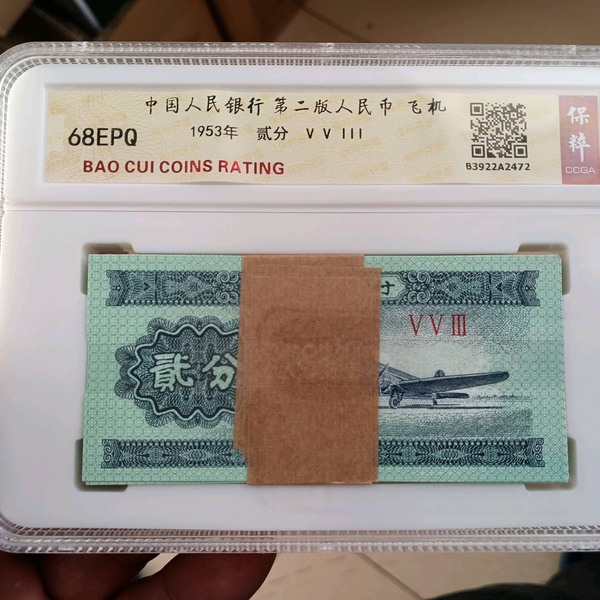 中国人民银行 第二版人民币 飞机
68EPQ
1953年 贰分 V V III
BAO CUI COINS RATING
B3922A2472
保粹
CCGA
VVIII
貳分